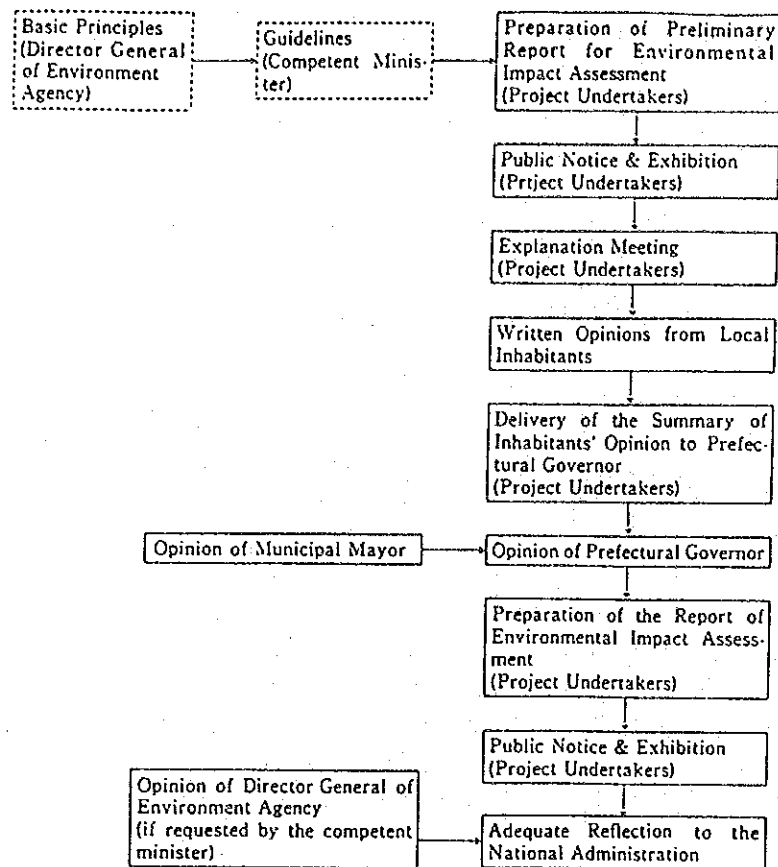 Basic Principles
(Director General
of Environment
Agency)
Guidelines
(Competent Minis-
ter)
Preparation of Preliminary
Report for Environmental
Impact Assessment
(Project Undertakers)
Public Notice & Exhibition
(Prtject Undertakers)
Explanation Meeting
(Project Undertakers)
Written Opinions from Local
Inhabitants
Delivery of the Summary of
Inhabitants' Opinion to Prefec-
tural Governor
(Project Undertakers)
Opinion of Municipal Mayor
Opinion of Prefectural Governor
Preparation of the Report of
Environmental Impact Assess-
ment
(Project Undertakers)
Public Notice & Exhibition
(Project Undertakers)
Opinion of Director General of
Environment Agency
(if requested by the competent
minister)
Adequate Reflection to the
National Administration